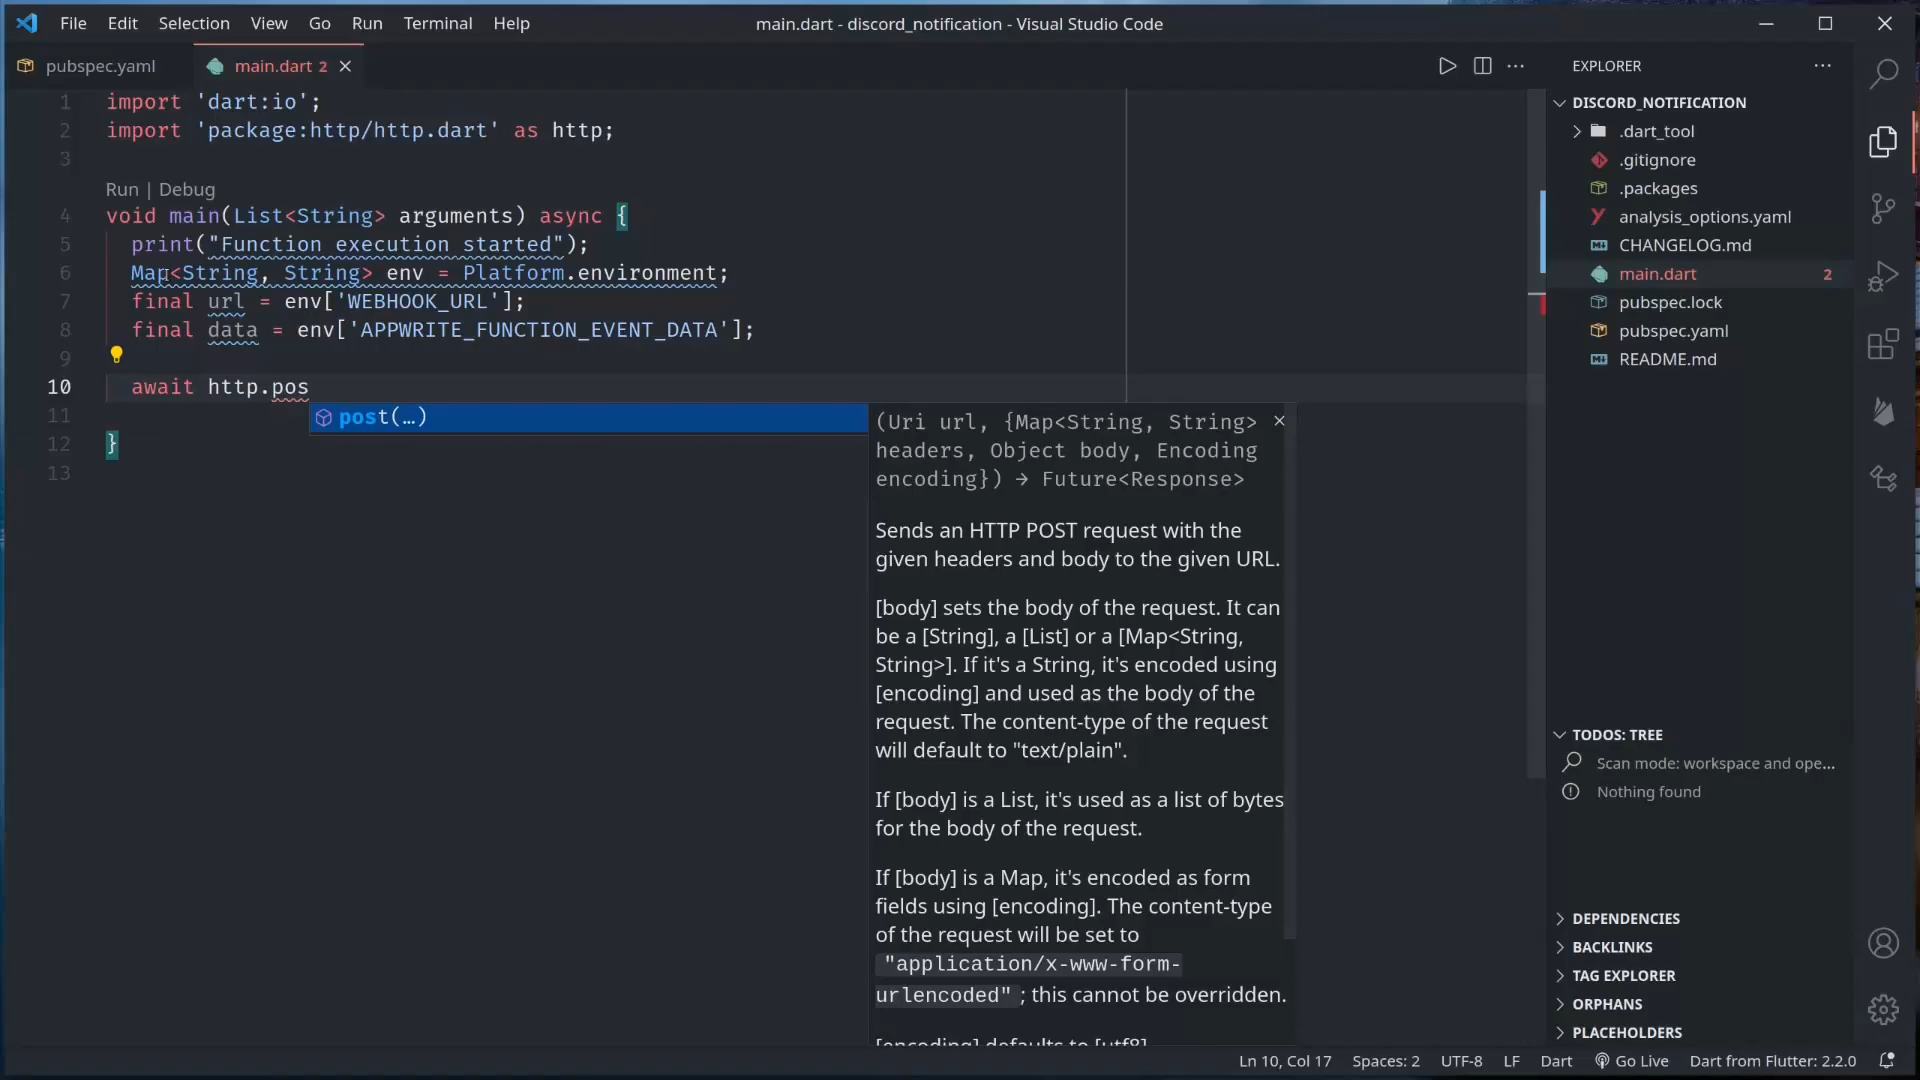 File Edit Selection View Go Run Terminal Help
main.dart - discord_notification - Visual Studio Code
pubspec.yaml
main.dart 2
1 import 'dart:io';
2 import 'package:http/http.dart' as http;
3
Run | Debug
4 void main(List<String> arguments) async {
5 print("Function execution started");
6 Map<String, String> env = Platform.environment;
7 final url = env['WEBHOOK_URL'];
8 final data = env['APPWRITE_FUNCTION_EVENT_DATA'];
9
10 await http.pos
11
12 }
13
post(…)
(Uri url, {Map<String, String>
headers, Object body, Encoding
encoding}) → Future<Response>
Sends an HTTP POST request with the
given headers and body to the given URL.
[body] sets the body of the request. It can
be a [String], a [List] or a [Map<String,
String>]. If it's a String, it's encoded using
[encoding] and used as the body of the
request. The content-type of the request
will default to "text/plain".
If [body] is a List, it's used as a list of bytes
for the body of the request.
If [body] is a Map, it's encoded as form
fields using [encoding]. The content-type
of the request will be set to
"application/x-www-form-
urlencoded" ; this cannot be overridden.
[encoding] defaults to [utf8]
EXPLORER
DISCORD_NOTIFICATION
.dart_tool
.gitignore
.packages
analysis_options.yaml
CHANGELOG.md
main.dart 2
pubspec.lock
pubspec.yaml
README.md
TODOS: TREE
Scan mode: workspace and ope...
Nothing found
DEPENDENCIES
BACKLINKS
TAG EXPLORER
ORPHANS
PLACEHOLDERS
Ln 10, Col 17 Spaces: 2 UTF-8 LF Dart Go Live Dart from Flutter: 2.2.0